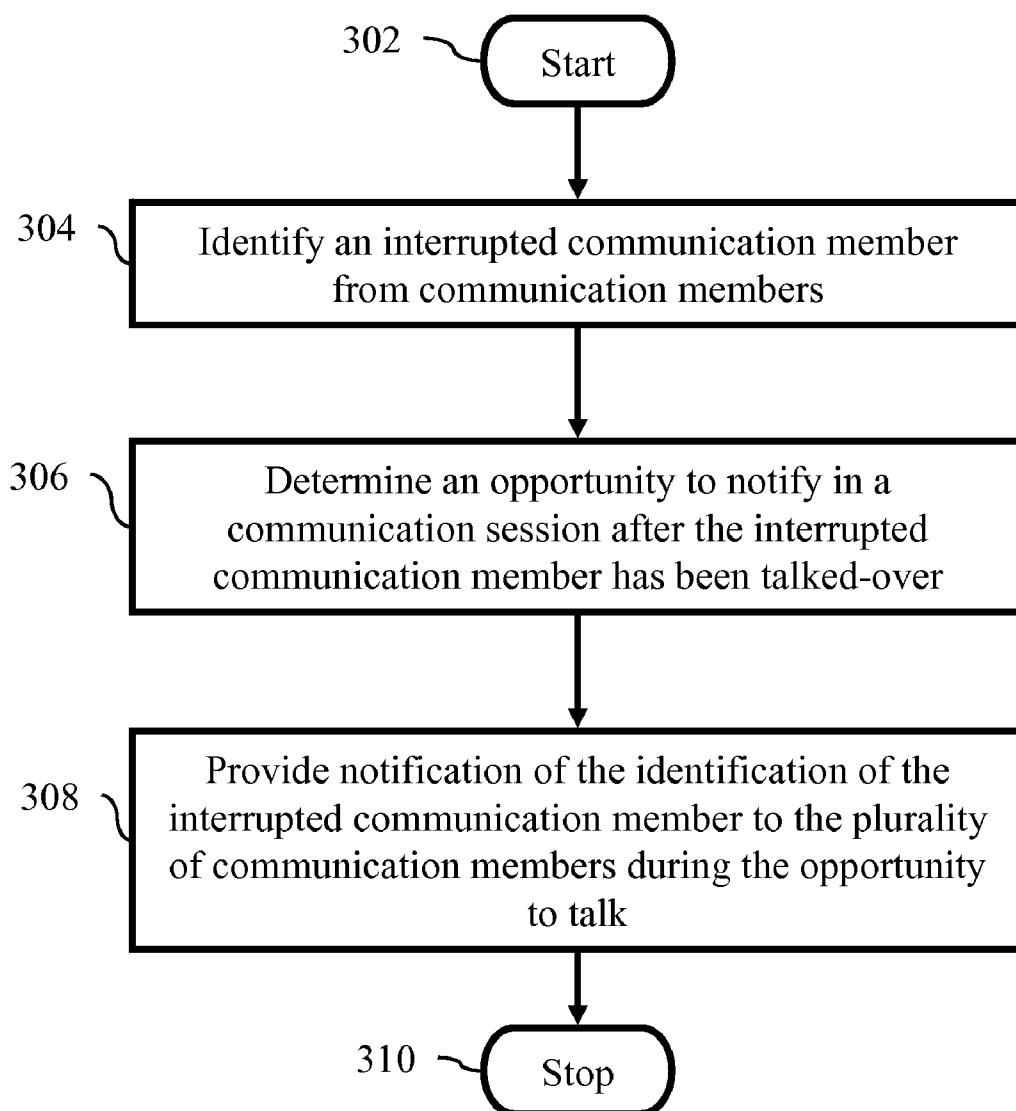 302
Start
304
Identify an interrupted communication member
from communication members
306
Determine an opportunity to notify in a
communication session after the interrupted
communication member has been talked-over
308
Provide notification of the identification of the
interrupted communication member to the plurality
of communication members during the opportunity
to talk
310
Stop